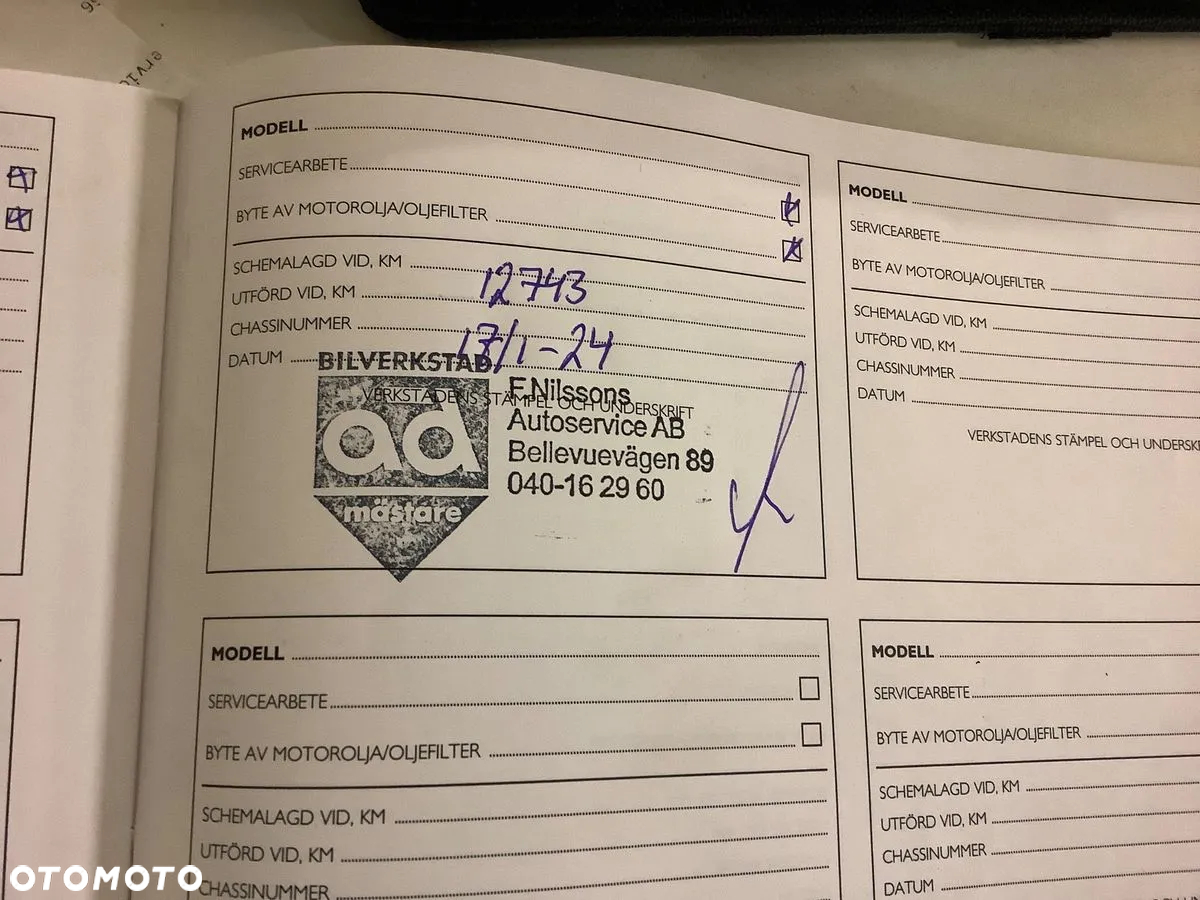 MODELL
SERVICEARBETE
BYTE AV MOTOROLJA/OLJEFILTER
SCHEMALAGD VID, KM
UTFÖRD VID, KM 12743
CHASSINUMMER
DATUM 17/1-24
VERKSTADENS STÄMPEL OCH UNDERSKRIFT
BILVERKSTAD
ad
mästare
F Nilssons
Autoservice AB
Bellevuevägen 89
040-16 29 60
MODELL
SERVICEARBETE
BYTE AV MOTOROLJA/OLJEFILTER
SCHEMALAGD VID, KM
UTFÖRD VID, KM
CHASSINUMMER
DATUM
VERKSTADENS STÄMPEL OCH UNDERSK
MODELL
SERVICEARBETE
BYTE AV MOTOROLJA/OLJEFILTER
SCHEMALAGD VID, KM
UTFÖRD VID, KM
CHASSINUMMER
MODELL
SERVICEARBETE
BYTE AV MOTOROLJA/OLJEFILTER
SCHEMALAGD VID, KM
UTFÖRD VID, KM
CHASSINUMMER
DATUM
OTOMOTO